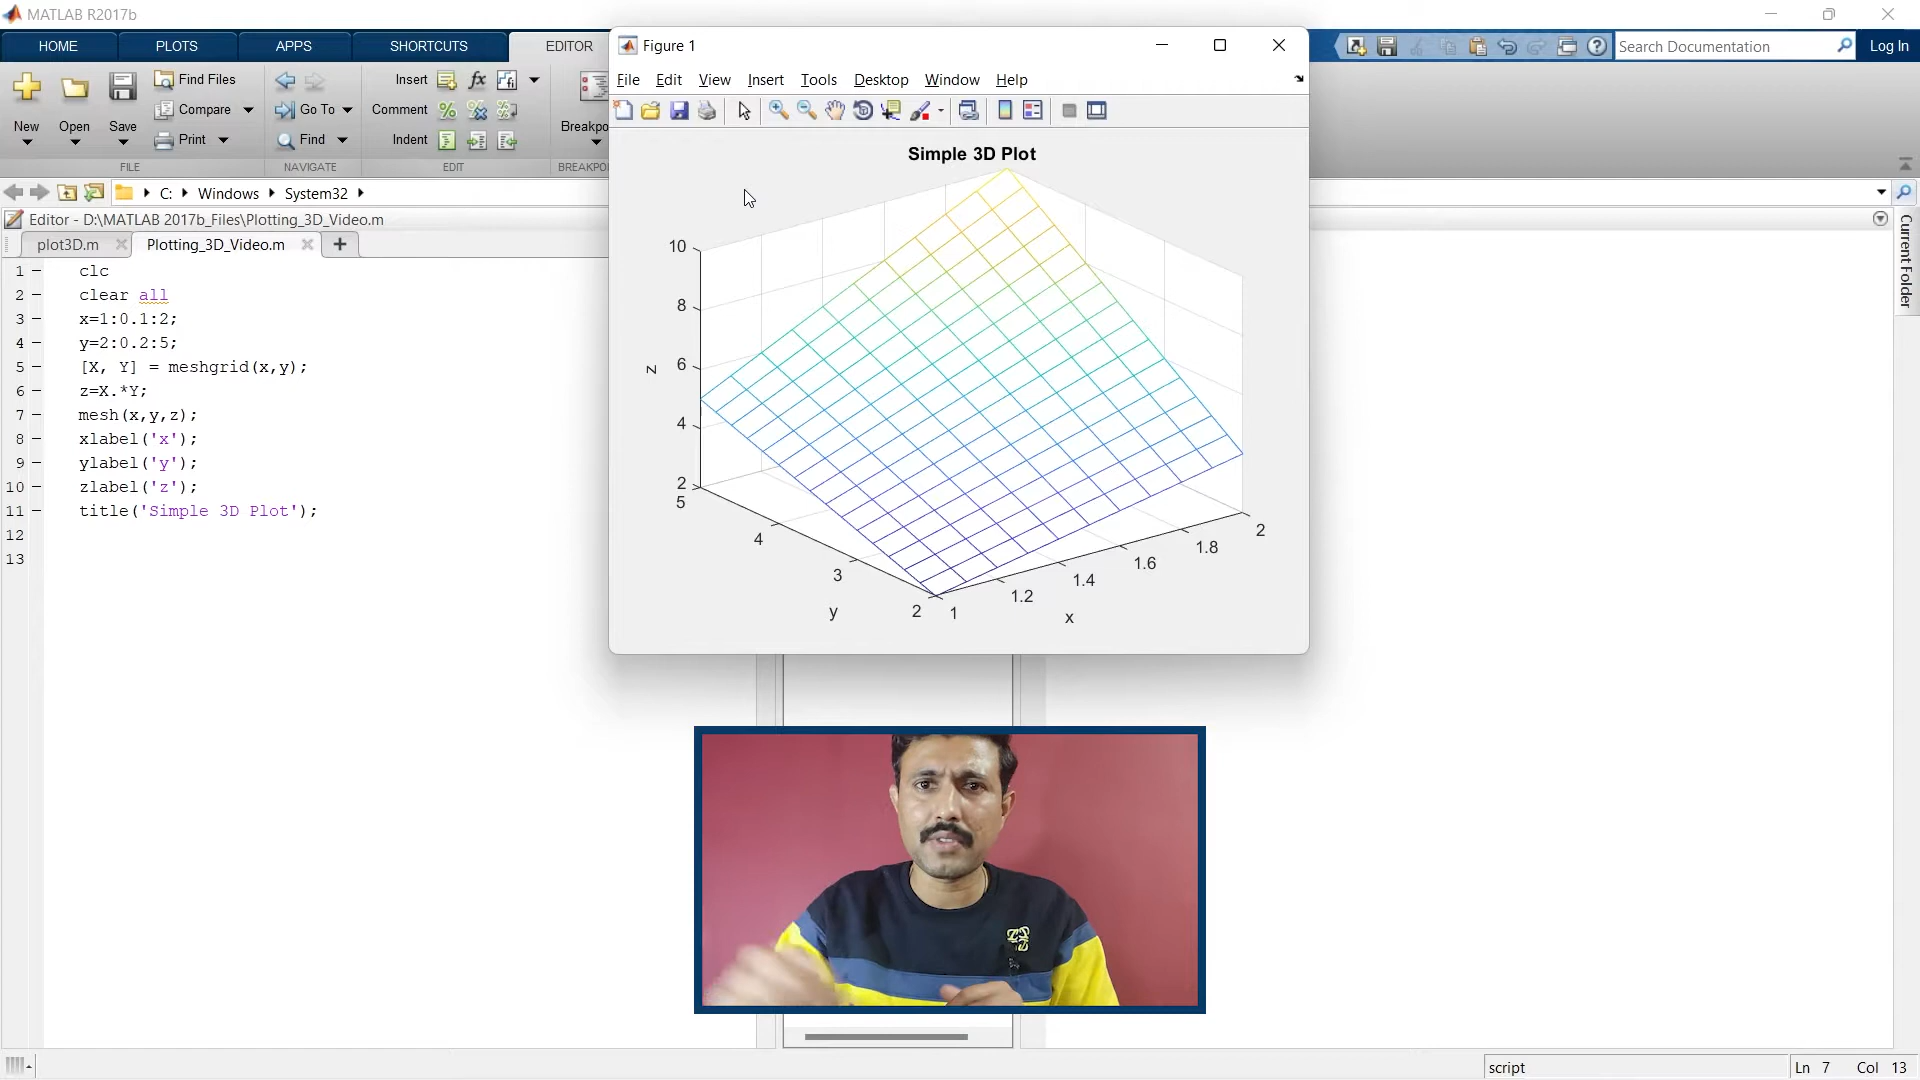 MATLAB R2017b
HOME
PLOTS
APPS
SHORTCUTS
EDITOR
Search Documentation
Log In
New
Open
Save
Find Files
Compare
Print
FILE
Go To
Find
NAVIGATE
Insert
Comment
Indent
EDIT
Breakpo
BREAKPOI
C: Windows System32
Editor - D:\MATLAB 2017b_Files\Plotting_3D_Video.m
plot3D.m
Plotting_3D_Video.m
1 clc
2 clear all
3 x=1:0.1:2;
4 y=2:0.2:5;
5 [X, Y] = meshgrid(x,y);
6 z=X.*Y;
7 mesh(x,y,z);
8 xlabel('x');
9 ylabel('y');
10 zlabel('z');
11 title('Simple 3D Plot');
12
13
Figure 1
File Edit View Insert Tools Desktop Window Help
Simple 3D Plot
10
8
6
4
2
z
5
4
3
2
y
1
1.2
1.4
1.6
1.8
2
x
Current Folder
script
Ln 7 Col 13